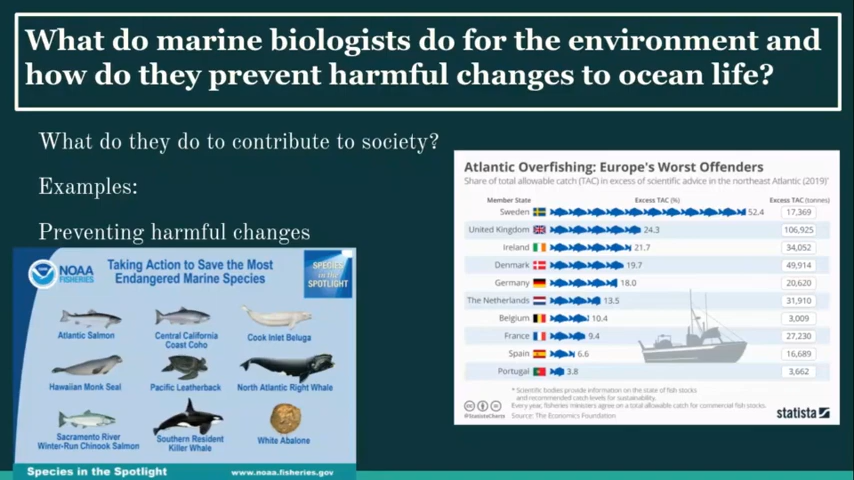 What do marine biologists do for the environment and
how do they prevent harmful changes to ocean life?
What do they do to contribute to society?
Examples:
Preventing harmful changes
NOAA
FISHERIES
Taking Action to Save the Most
Endangered Marine Species
SPECIES
in the
SPOTLIGHT
Atlantic Salmon
Central California
Coast Coho
Cook Inlet Beluga
Hawaiian Monk Seal
Pacific Leatherback
North Atlantic Right Whale
Sacramento River
Winter-Run Chinook Salmon
Southern Resident
Killer Whale
White Abalone
Species in the Spotlight
www.noaa.fisheries.gov
Atlantic Overfishing: Europe's Worst Offenders
Share of total allowable catch (TAC) in excess of scientific advice in the northeast Atlantic (2019)*
Member State Excess TAC (%) Excess TAC (tonnes)
Sweden 52.4 17,369
United Kingdom 24.3 106,925
Ireland 21.7 34,052
Denmark 19.7 49,914
Germany 18.0 20,620
The Netherlands 13.5 31,910
Belgium 10.4 3,009
France 9.4 27,230
Spain 6.6 16,689
Portugal 3.8 3,662
* Scientific bodies provide information on the state of fish stocks
and recommended catch levels for sustainability.
Every year, fisheries ministers agree on a total allowable catch for commercial fish stocks.
@StatistaCharts Source: The Economics Foundation
statista